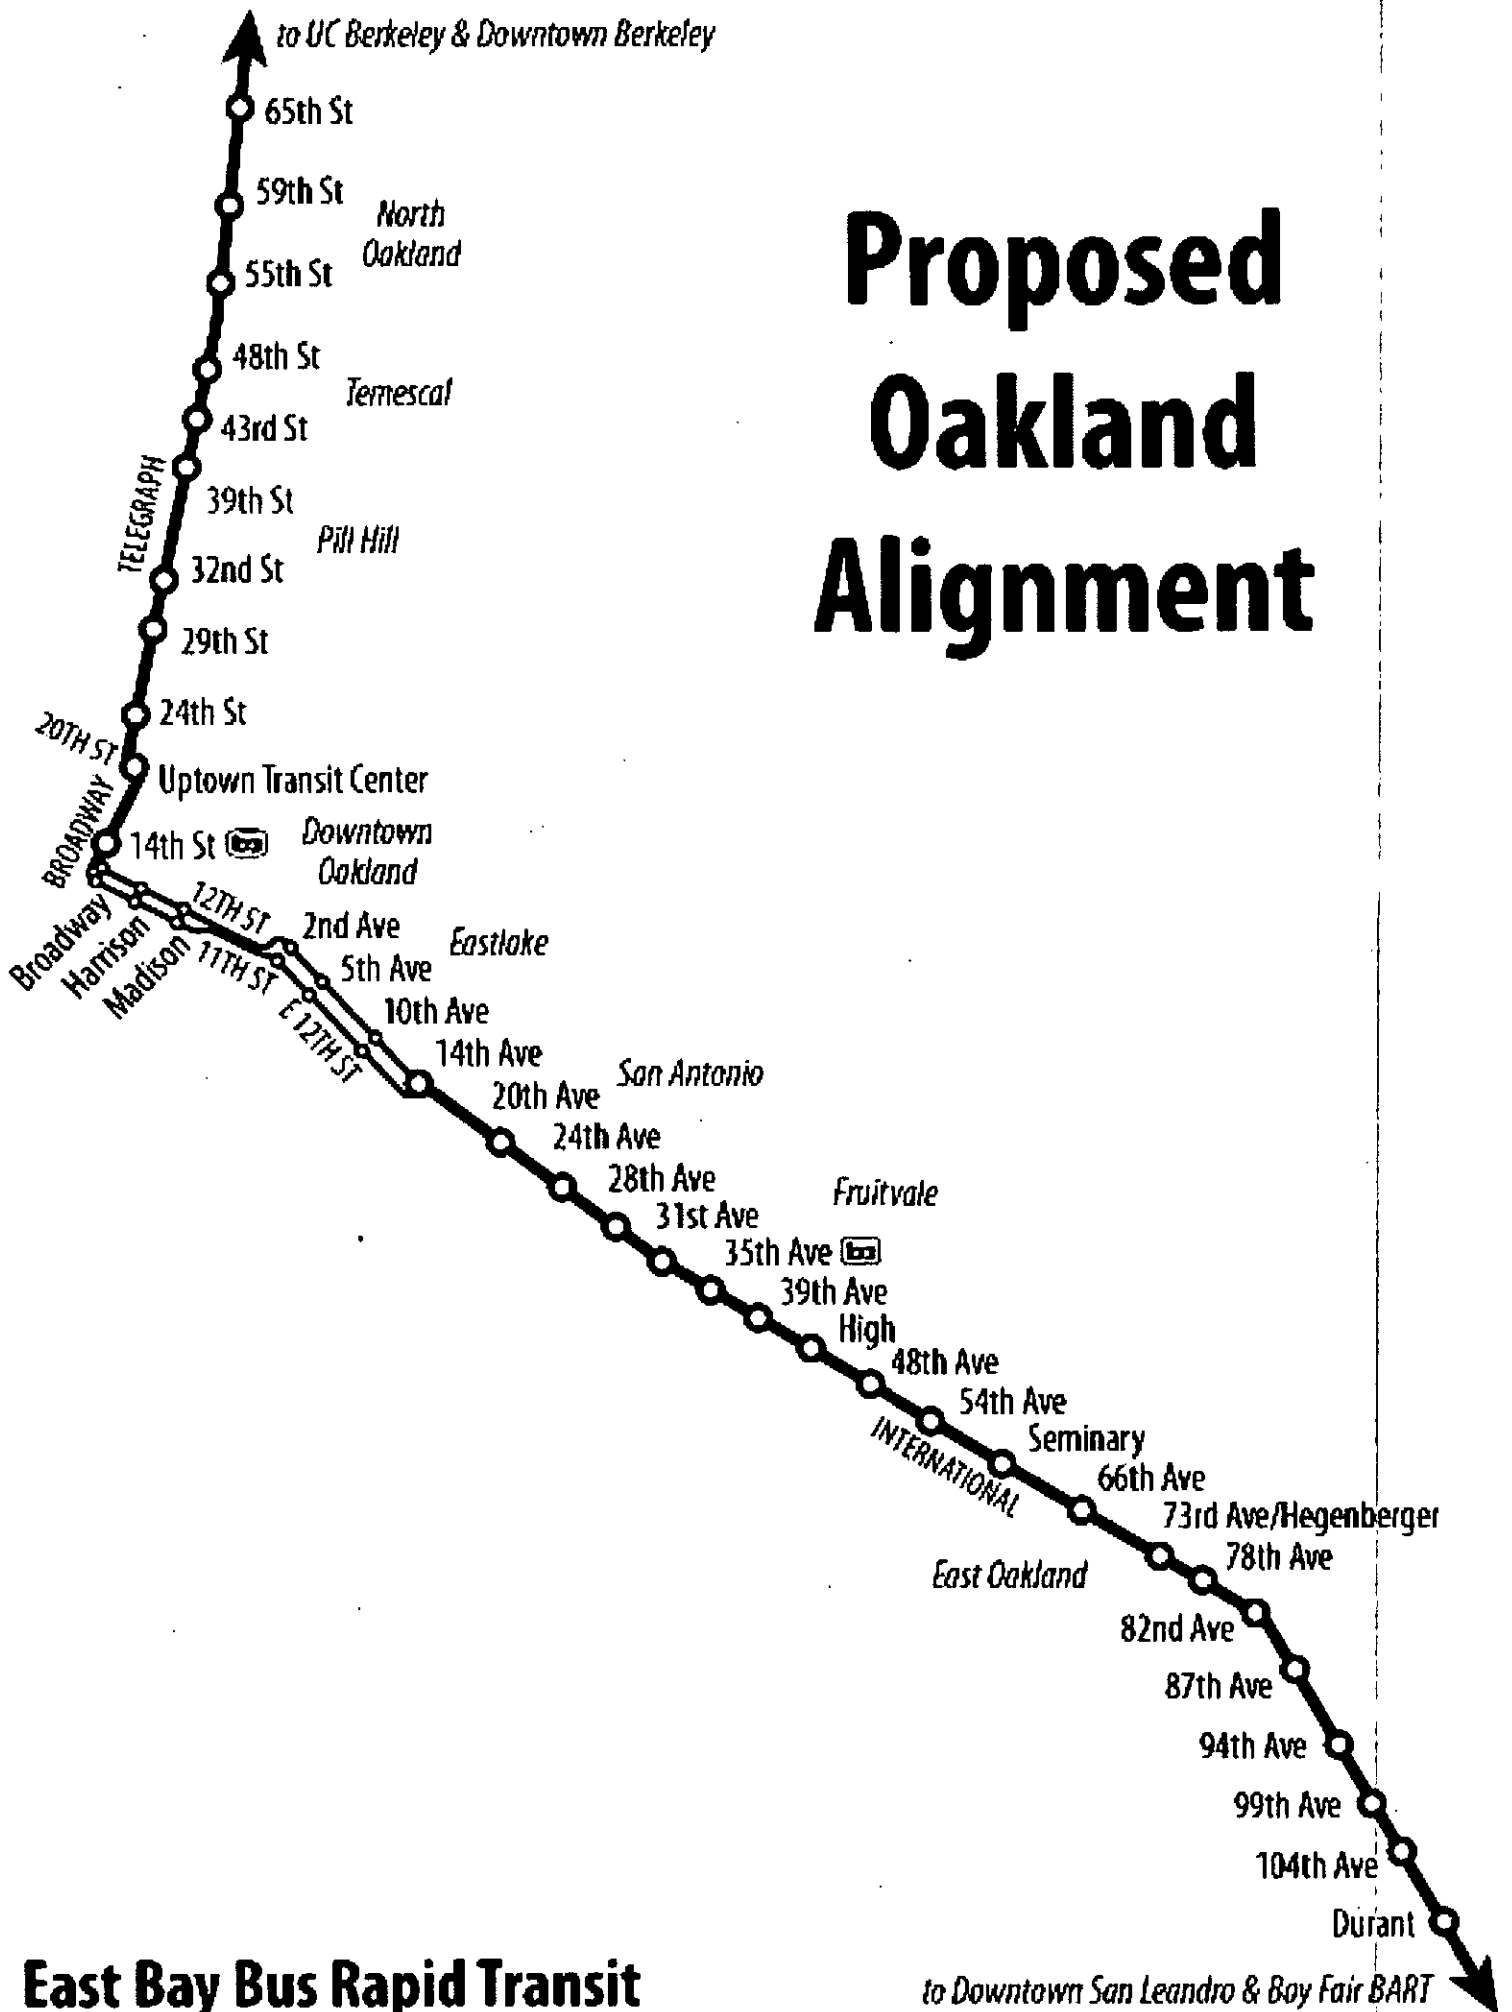 to UC Berkeley & Downtown Berkeley
65th St
59th St
North
Oakland
55th St
Proposed
Oakland
Alignment
48th St
Temescal
43rd St
TELEGRAPH
39th St
Pill Hill
32nd St
29th St
24th St
20TH ST
Uptown Transit Center
BROADWAY
14th St
Downtown
Oakland
12TH ST
Broadway
Harrison
Madison
11TH ST
2nd Ave
Eastlake
5th Ave
10th Ave
E 12TH ST
14th Ave
San Antonio
20th Ave
24th Ave
28th Ave
Fruitvale
31st Ave
35th Ave
39th Ave
High
48th Ave
54th Ave
INTERNATIONAL
Seminary
66th Ave
73rd Ave/Hegenberger
East Oakland
78th Ave
82nd Ave
87th Ave
94th Ave
99th Ave
104th Ave
Durant
East Bay Bus Rapid Transit
to Downtown San Leandro & Bay Fair BART